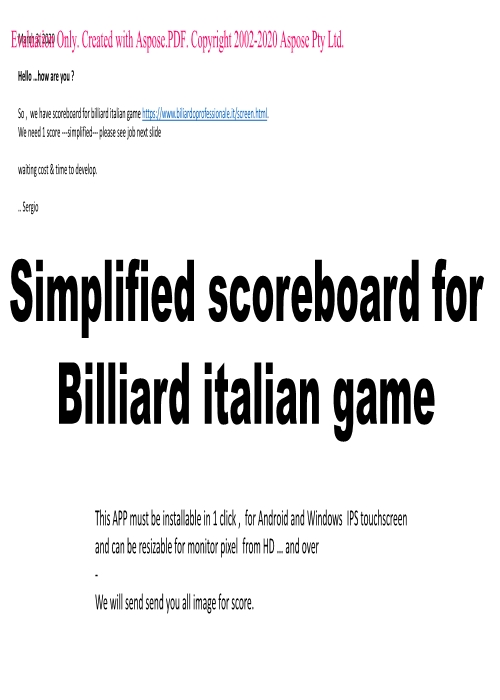 Evaluation Only. Created with Aspose.PDF. Copyright 2002-2020 Aspose Pty Ltd.
Hello ...how are you ?
So , we have scoreboard for billiard italian game https://www.biliardoprofessionale.it/screen.html.
We need 1 score ---simplified--- please see job next slide
waiting cost & time to develop.
.. Sergio
Simplified scoreboard for
Billiard italian game
This APP must be installable in 1 click , for Android and Windows IPS touchscreen
and can be resizable for monitor pixel from HD ... and over
-
We will send send you all image for score.